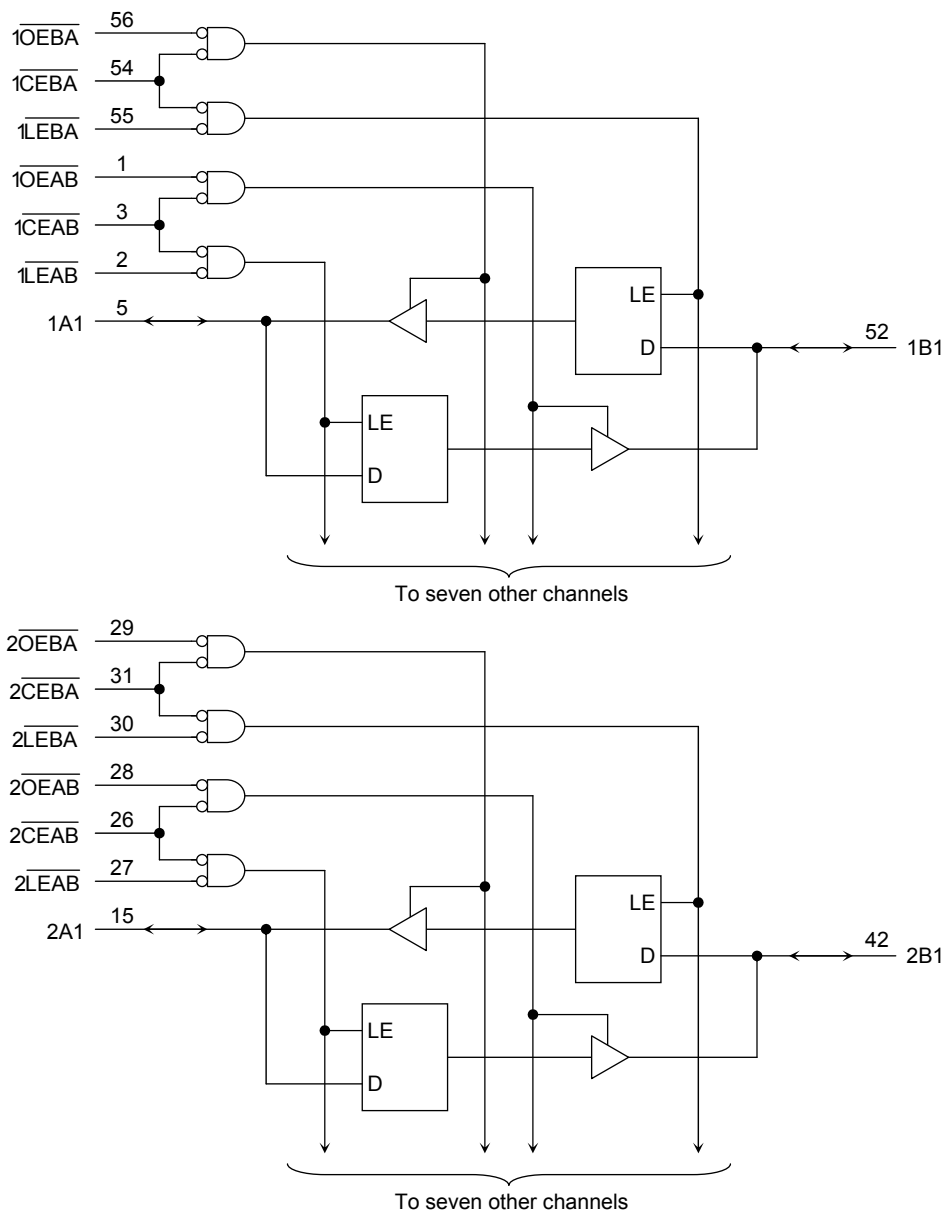 1OEBA 56
1CEBA 54
1LEBA 55
1OEAB 1
1CEAB 3
1LEAB 2
1A1 5
LE
D
52 1B1
LE
D
To seven other channels
2OEBA 29
2CEBA 31
2LEBA 30
2OEAB 28
2CEAB 26
2LEAB 27
2A1 15
LE
D
42 2B1
LE
D
To seven other channels